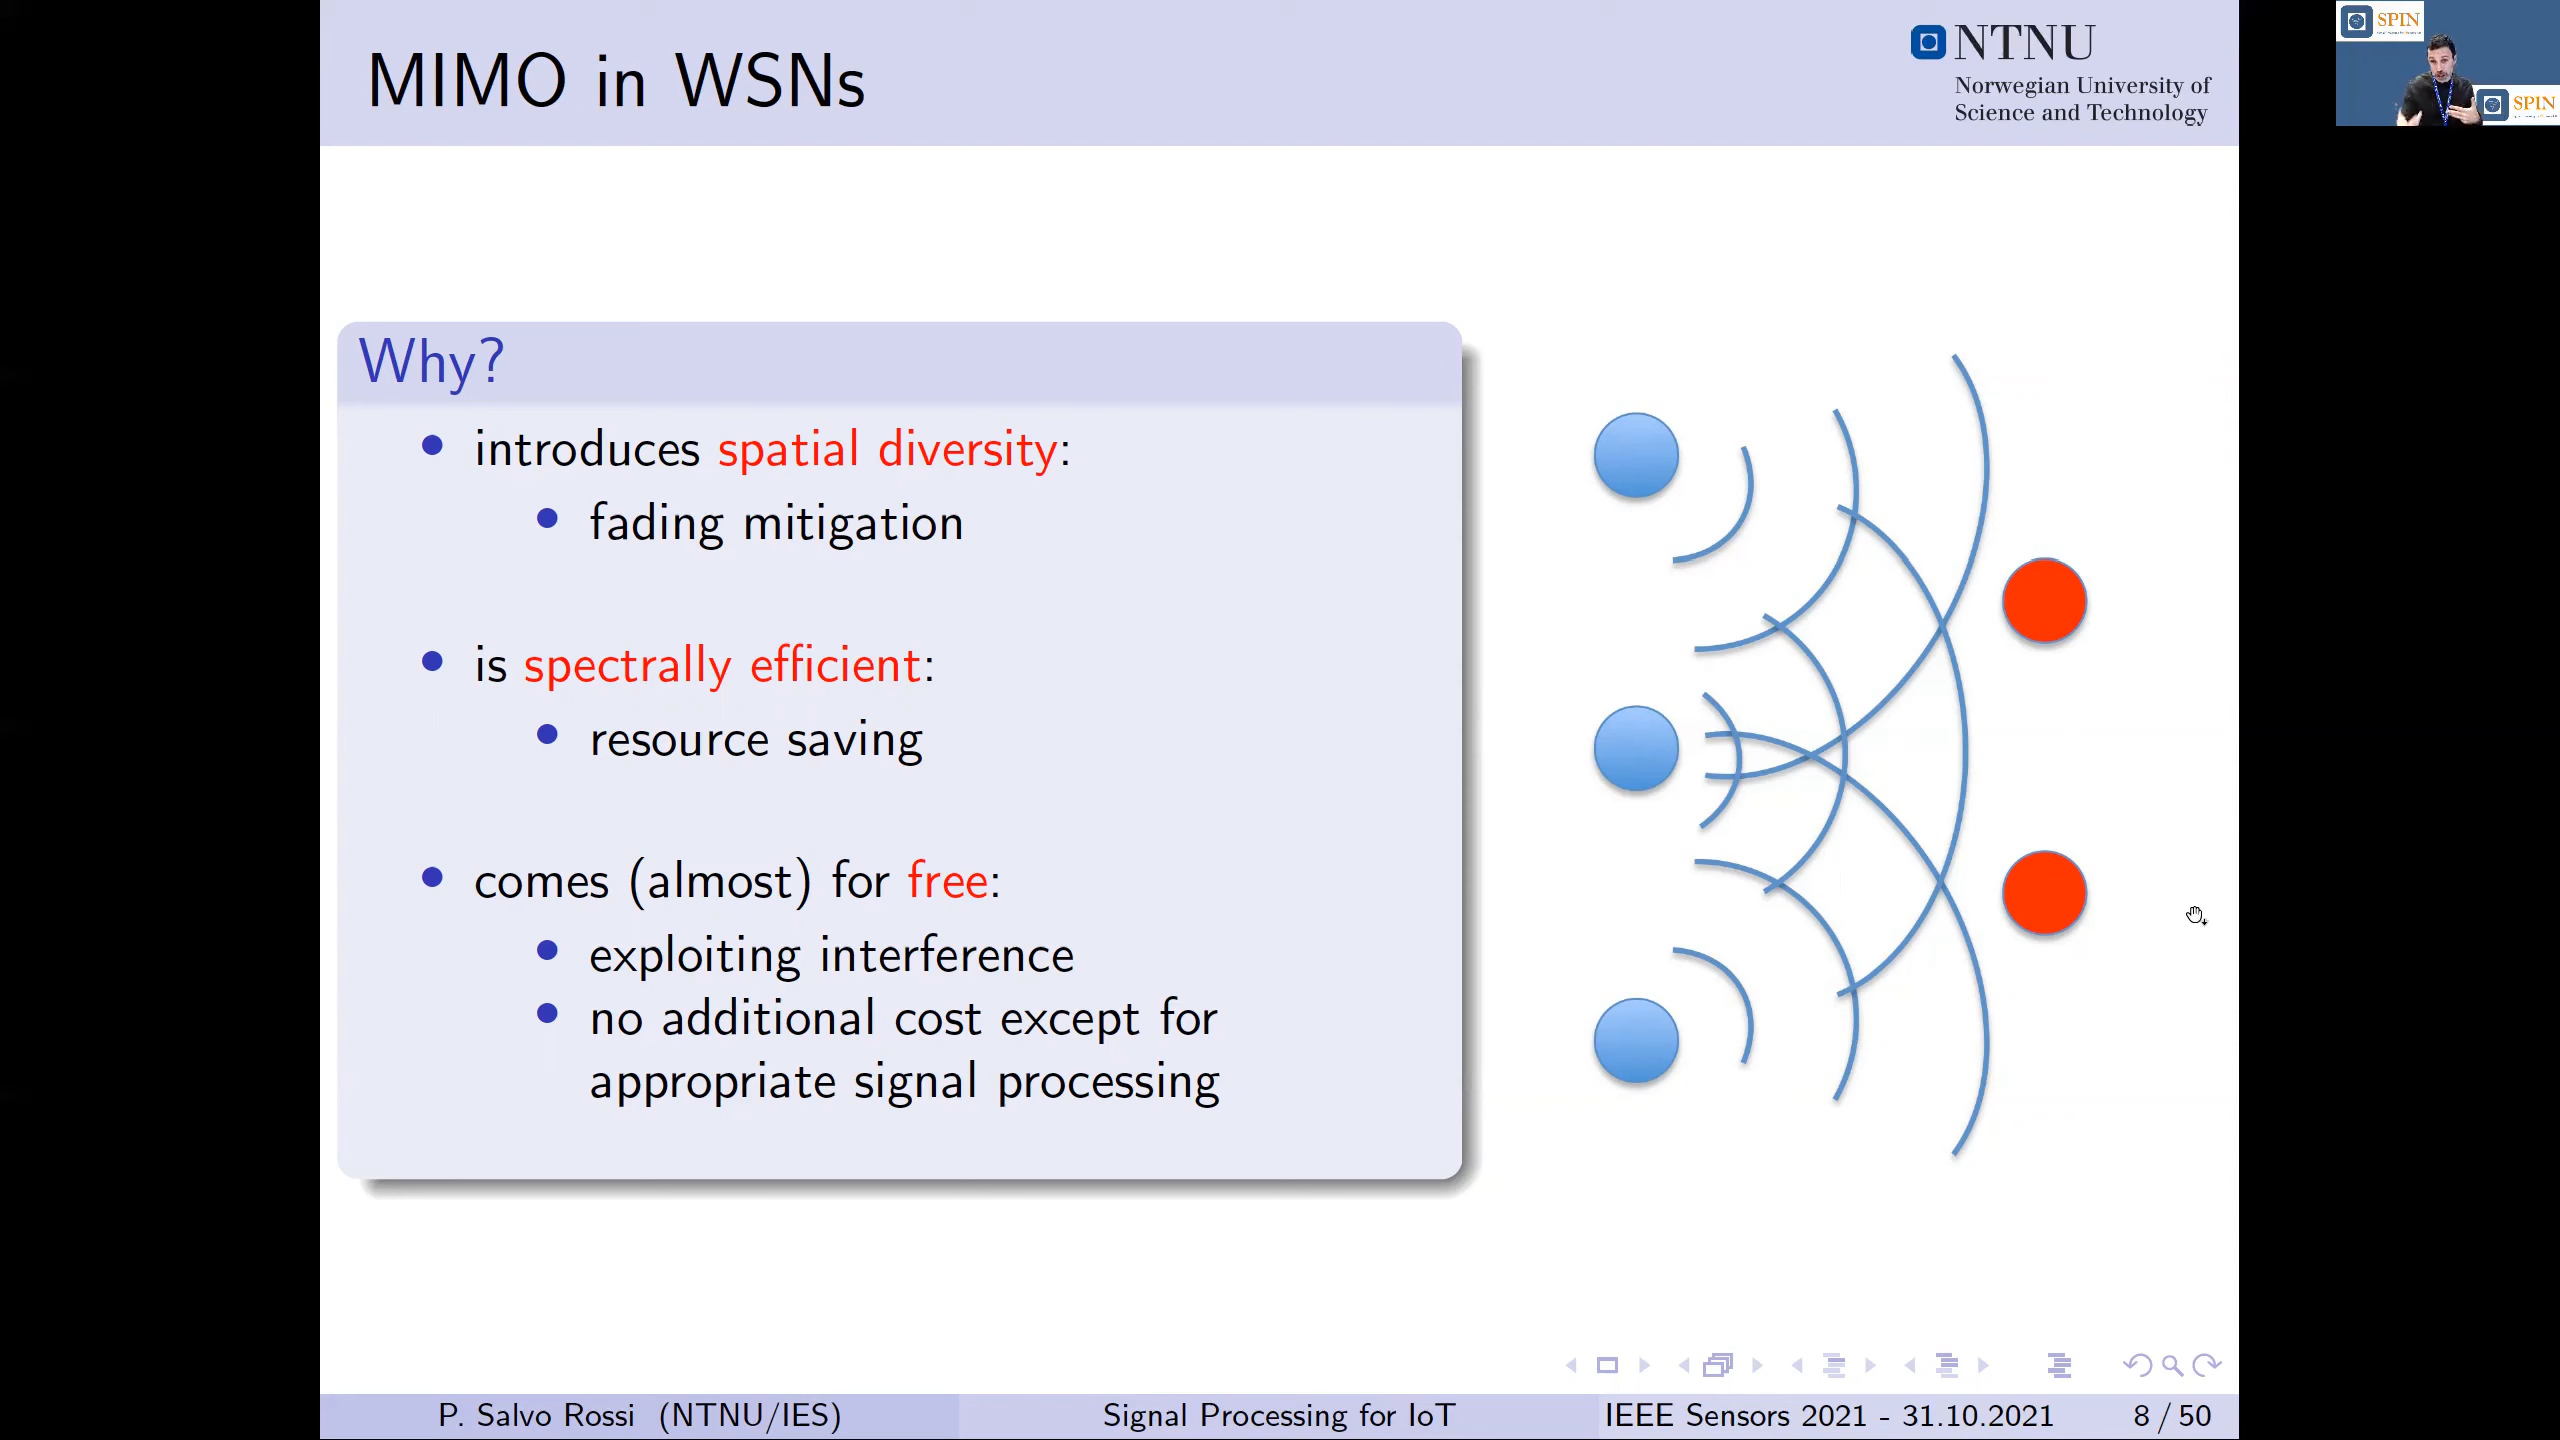 MIMO in WSNs
NTNU
Norwegian University of
Science and Technology
SPIN
SPIN
Why?
introduces spatial diversity:
fading mitigation
is spectrally efficient:
resource saving
comes (almost) for free:
exploiting interference
no additional cost except for
appropriate signal processing
P. Salvo Rossi (NTNU/IES)
Signal Processing for IoT
IEEE Sensors 2021 - 31.10.2021
8 / 50